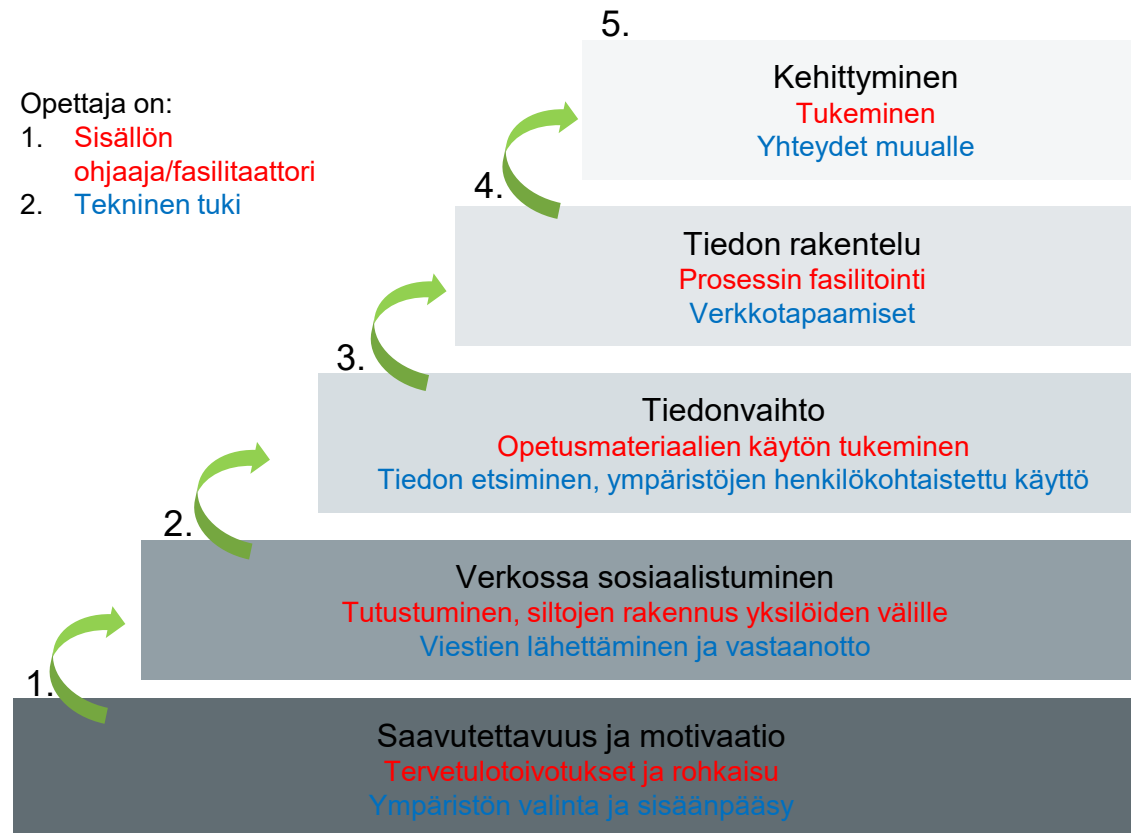 Opettaja on:
1. Sisällön
ohjaaja/fasilitaattori
2. Tekninen tuki
5.
Kehittyminen
Tukeminen
Yhteydet muualle
4.
Tiedon rakentelu
Prosessin fasilitointi
Verkkotapaamiset
3.
Tiedonvaihto
Opetusmateriaalien käytön tukeminen
Tiedon etsiminen, ympäristöjen henkilökohtaistettu käyttö
2.
Verkossa sosiaalistuminen
Tutustuminen, siltojen rakennus yksilöiden välille
Viestien lähettäminen ja vastaanotto
1.
Saavutettavuus ja motivaatio
Tervetulotoivotukset ja rohkaisu
Ympäristön valinta ja sisäänpääsy